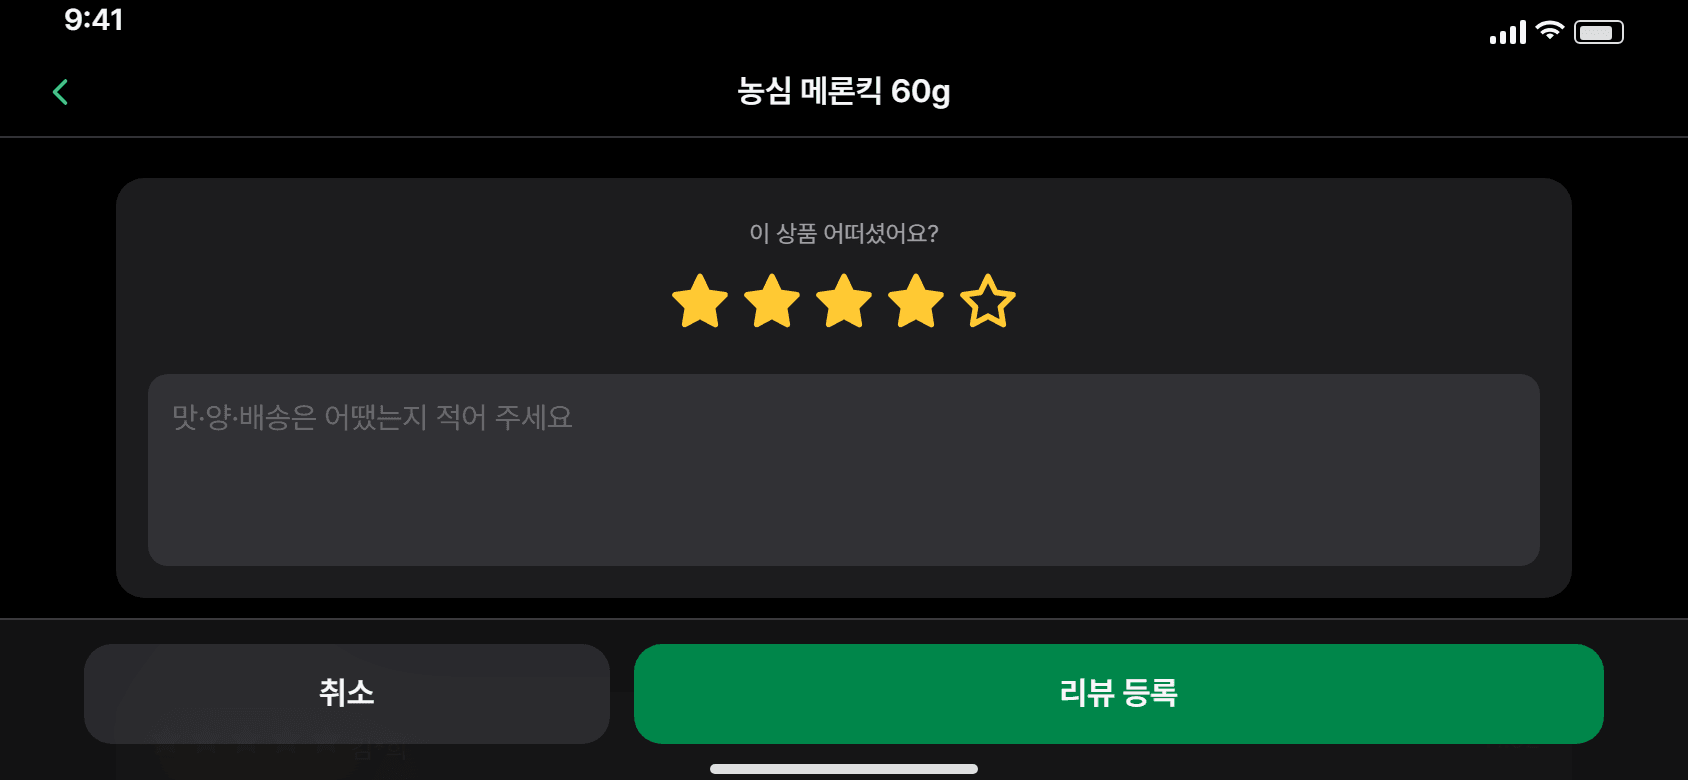 9:41
농심 메론킥 60g
이 상품 어떠셨어요?
맛·양·배송은 어땠는지 적어 주세요
취소
리뷰 등록